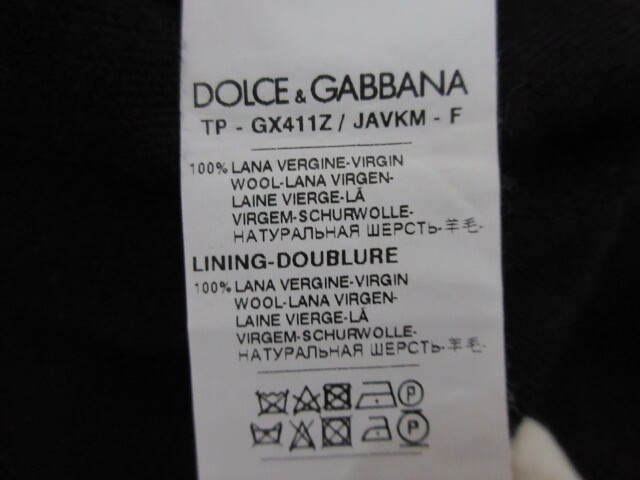 DOLCE & GABBANA
TP - GX411Z / JAVKM - F
100% LANA VERGINE-VIRGIN
WOOL-LANA VIRGEN-
LAINE VIERGE-LÃ
VIRGEM-SCHURWOLLE-
НАТУРАЛЬНАЯ ШЕРСТЬ-羊毛-
LINING-DOUBLURE
100% LANA VERGINE-VIRGIN
WOOL-LANA VIRGEN-
LAINE VIERGE-LÃ
VIRGEM-SCHURWOLLE-
НАТУРАЛЬНАЯ ШЕРСТЬ-羊毛-
P
P